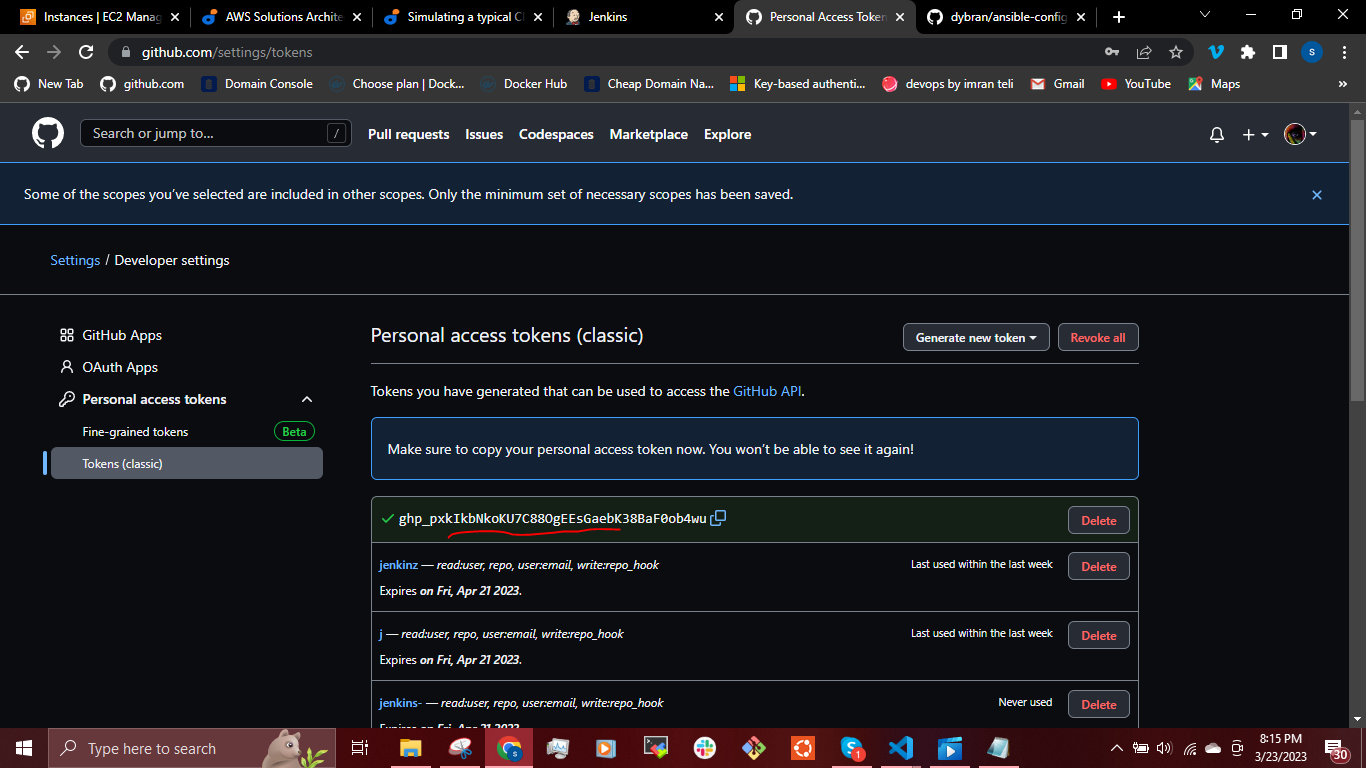 Instances | EC2 Manag
AWS Solutions Archite
Simulating a typical CI
Jenkins
Personal Access Token
dybran/ansible-config
github.com/settings/tokens
New Tab
github.com
Domain Console
Choose plan | Dock...
Docker Hub
Cheap Domain Na...
Key-based authenti...
devops by imran teli
Gmail
YouTube
Maps
»
Search or jump to...
/
Pull requests
Issues
Codespaces
Marketplace
Explore
Some of the scopes you’ve selected are included in other scopes. Only the minimum set of necessary scopes has been saved.
Settings / Developer settings
GitHub Apps
OAuth Apps
Personal access tokens
Fine-grained tokens
Beta
Tokens (classic)
Personal access tokens (classic)
Generate new token
Revoke all
Tokens you have generated that can be used to access the GitHub API.
Make sure to copy your personal access token now. You won’t be able to see it again!
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
Delete
jenkinz — read:user, repo, user:email, write:repo_hook
Last used within the last week
Delete
Expires on Fri, Apr 21 2023.
j — read:user, repo, user:email, write:repo_hook
Last used within the last week
Delete
Expires on Fri, Apr 21 2023.
jenkins- — read:user, repo, user:email, write:repo_hook
Never used
Delete
Expires on Fri, Apr 21 2023.
Type here to search
1
8:15 PM
3/23/2023
30